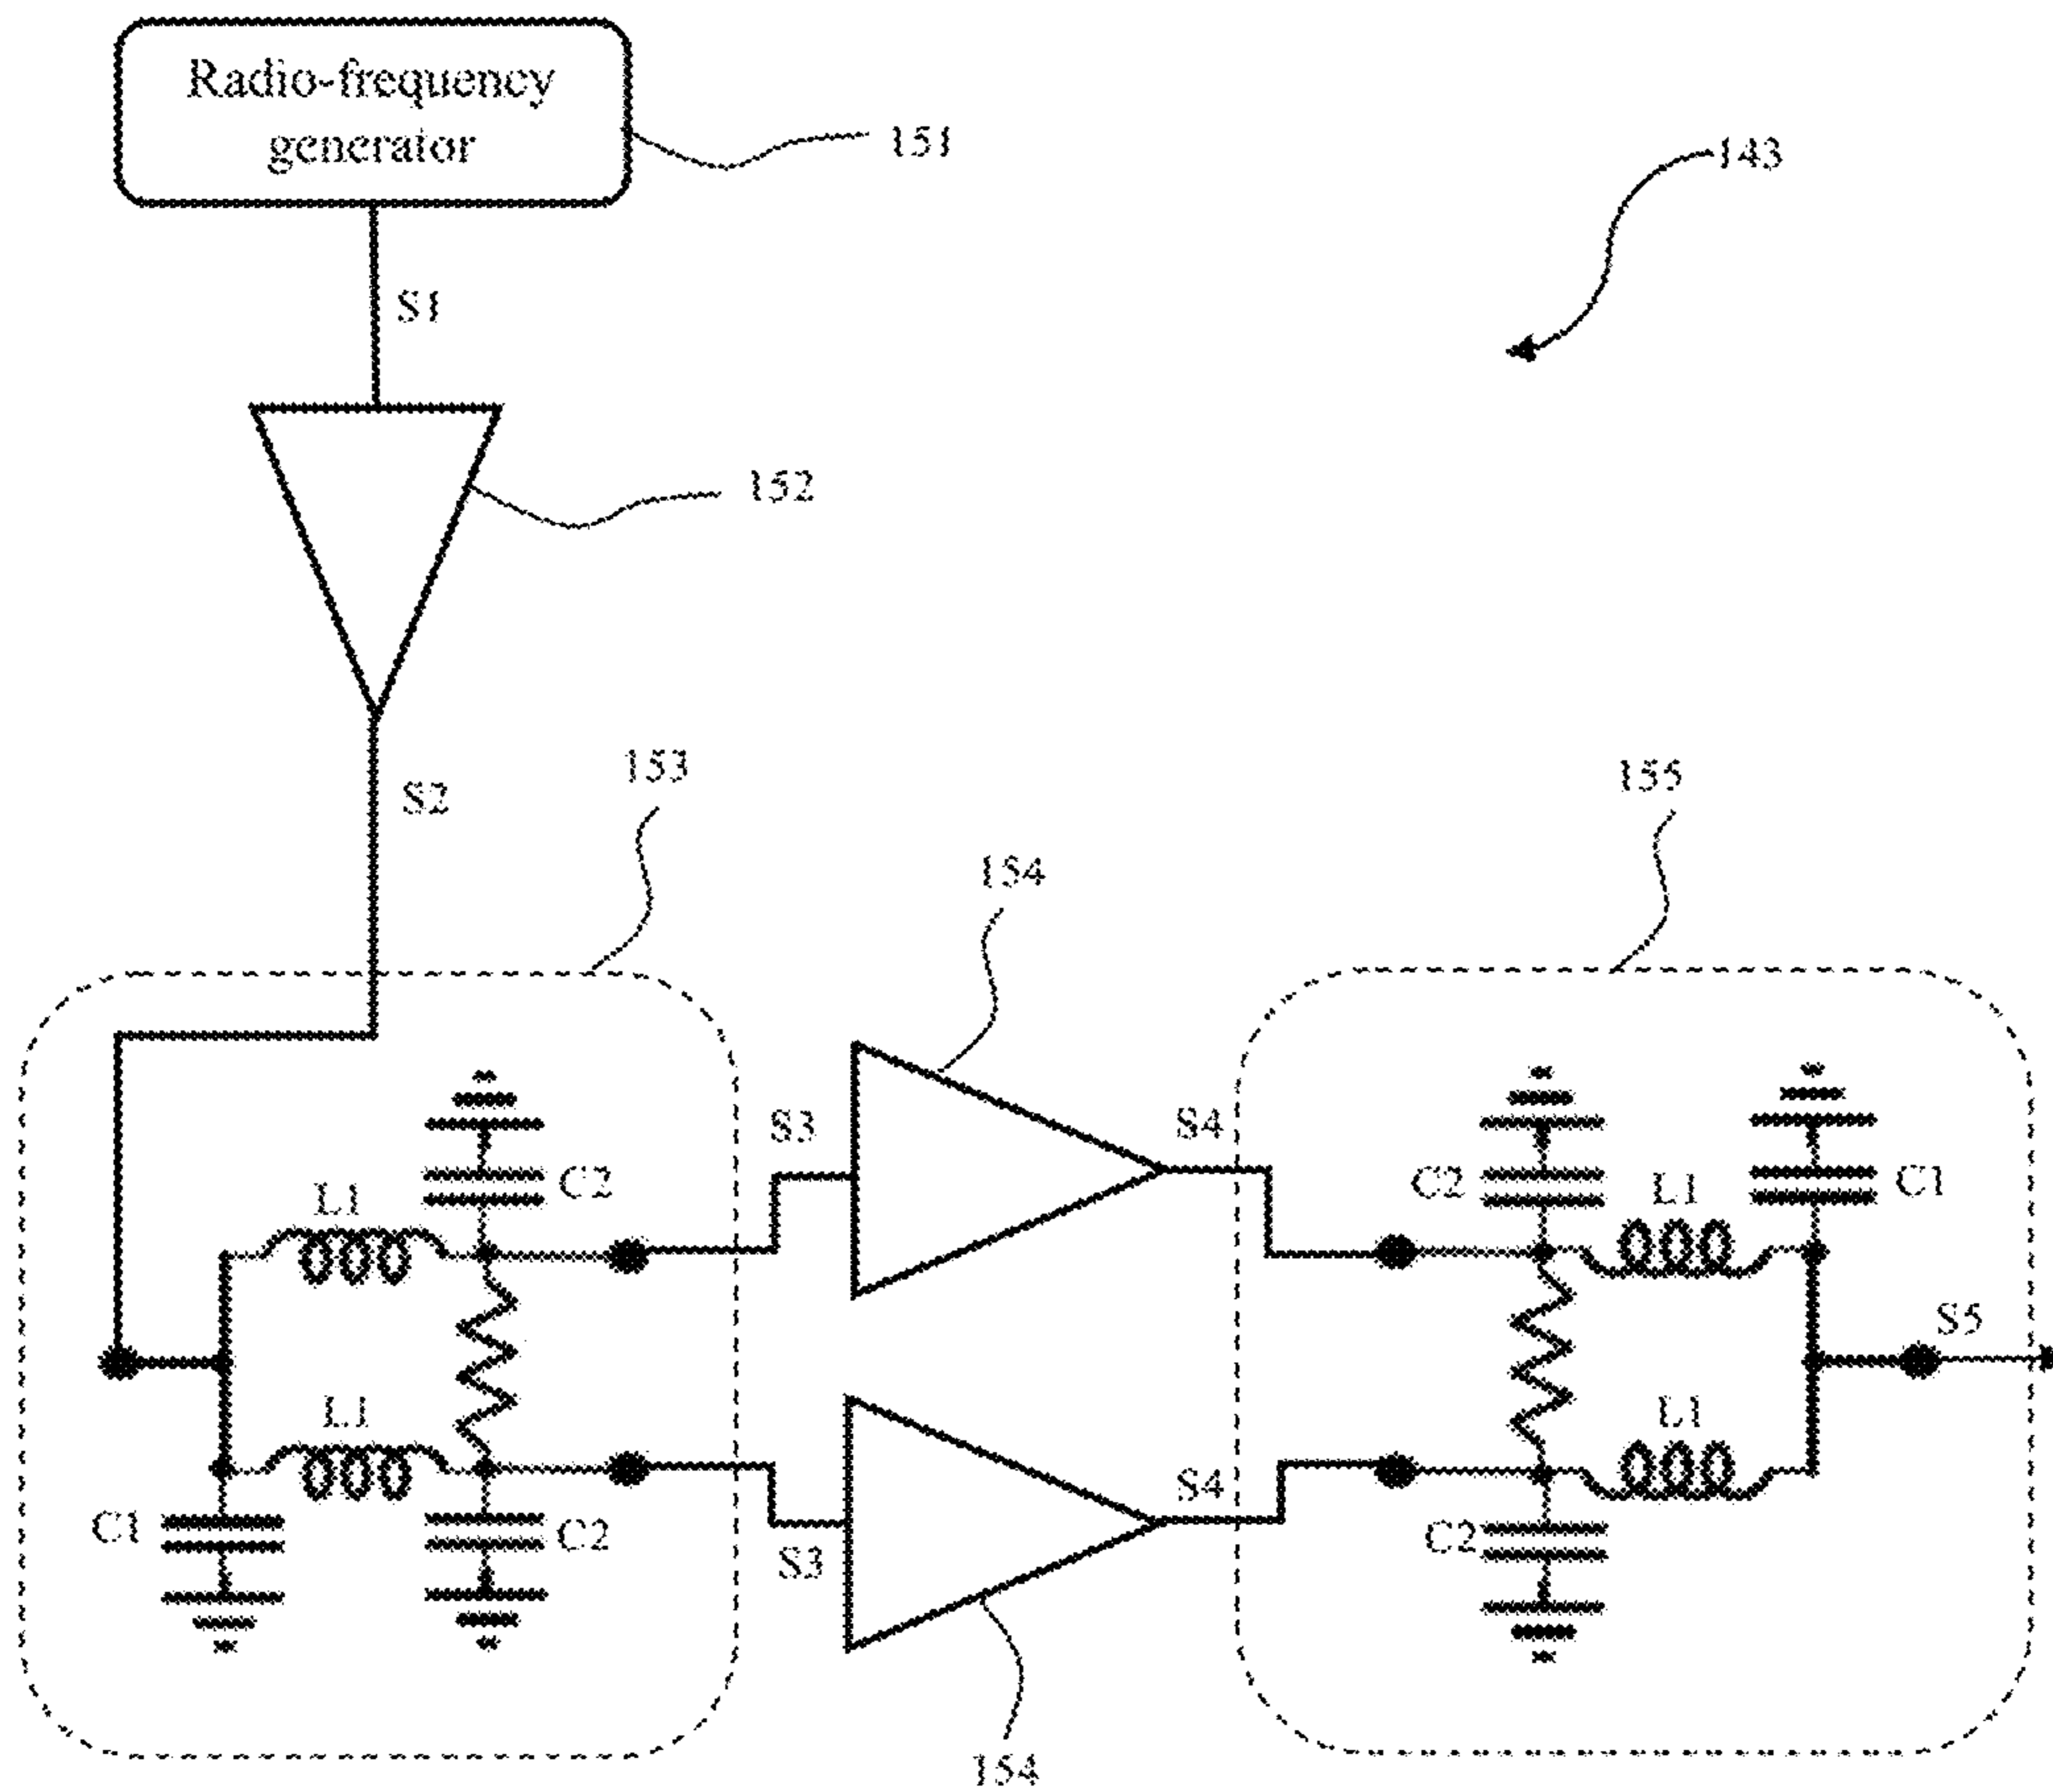 Radio-frequency
generator
151
143
S1
152
S2
153
155
154
S3
S4
C2
L1
C2
L1
C1
S5
L1
L1
C1
C2
S3
S4
C2
154